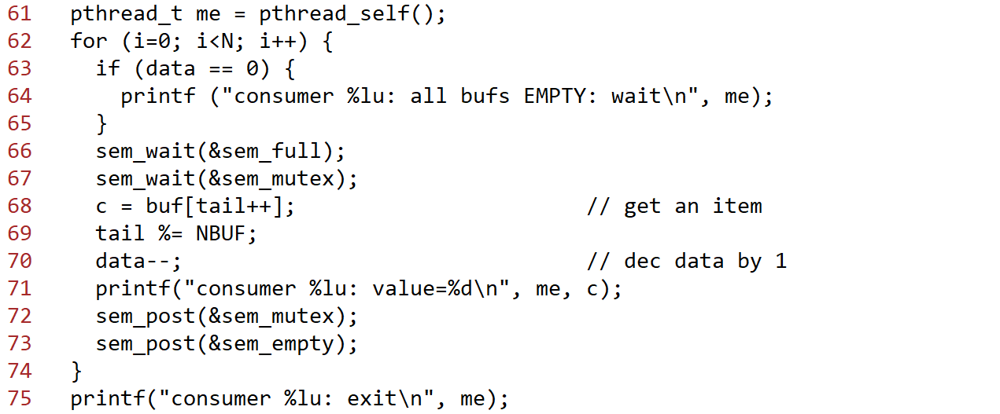 61 pthread_t me = pthread_self();
62 for (i=0; i<N; i++) {
63 if (data == 0) {
64 printf ("consumer %lu: all bufs EMPTY: wait\n", me);
65 }
66 sem_wait(&sem_full);
67 sem_wait(&sem_mutex);
68 c = buf[tail++]; // get an item
69 tail %= NBUF;
70 data--; // dec data by 1
71 printf("consumer %lu: value=%d\n", me, c);
72 sem_post(&sem_mutex);
73 sem_post(&sem_empty);
74 }
75 printf("consumer %lu: exit\n", me);